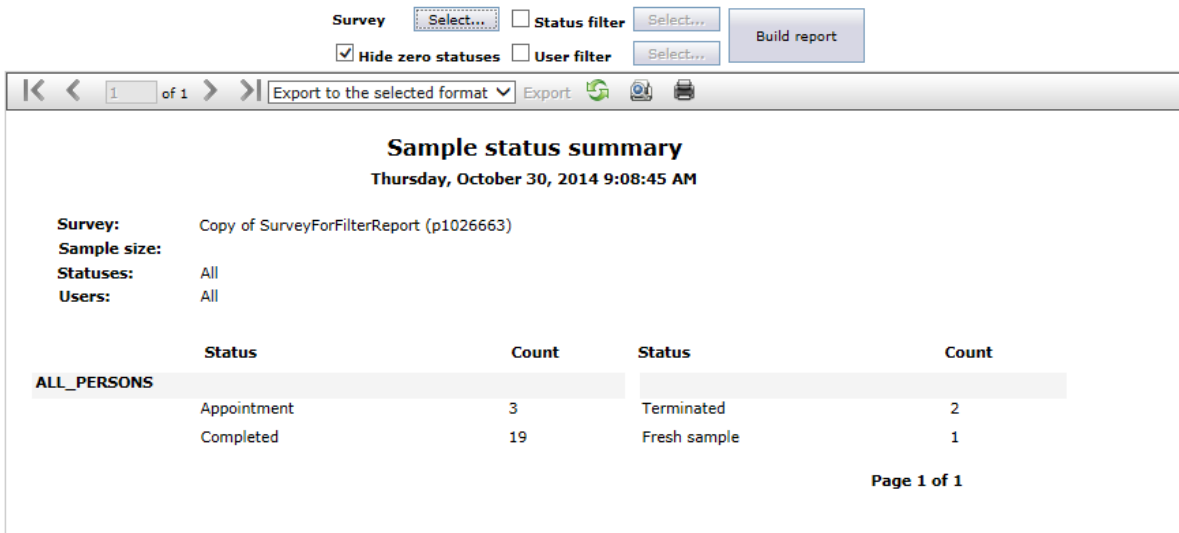 Survey Select... Status filter Select... Build report
Hide zero statuses User filter Select...
1 of 1 Export to the selected format Export
Sample status summary
Thursday, October 30, 2014 9:08:45 AM
Survey: Copy of SurveyForFilterReport (p1026663)
Sample size:
Statuses: All
Users: All
Status Count Status Count
ALL_PERSONS
Appointment 3 Terminated 2
Completed 19 Fresh sample 1
Page 1 of 1